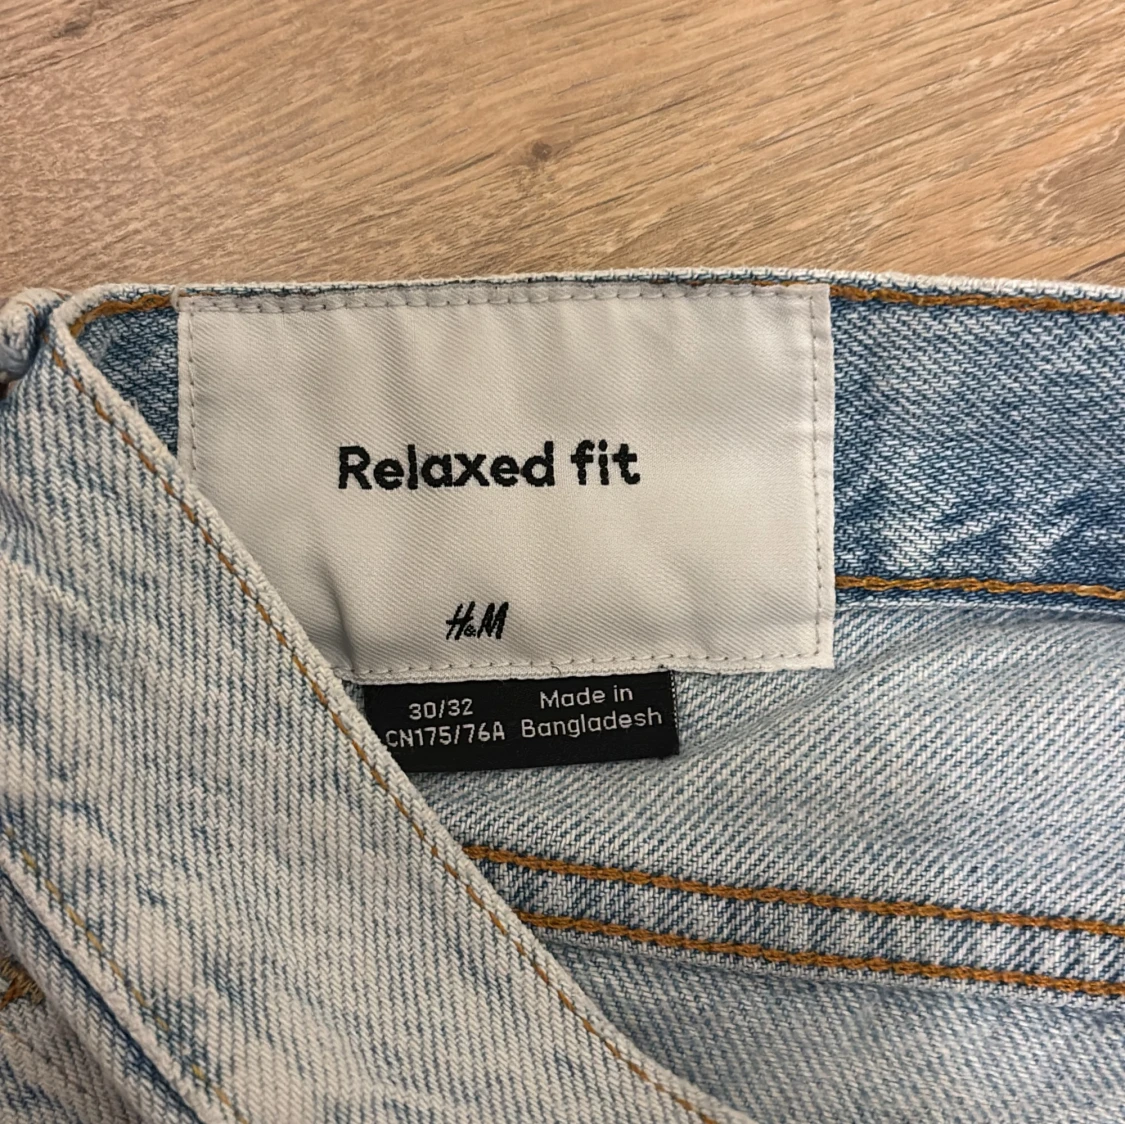 Relaxed fit
H&M
30/32
CN175/76A
Made in
Bangladesh